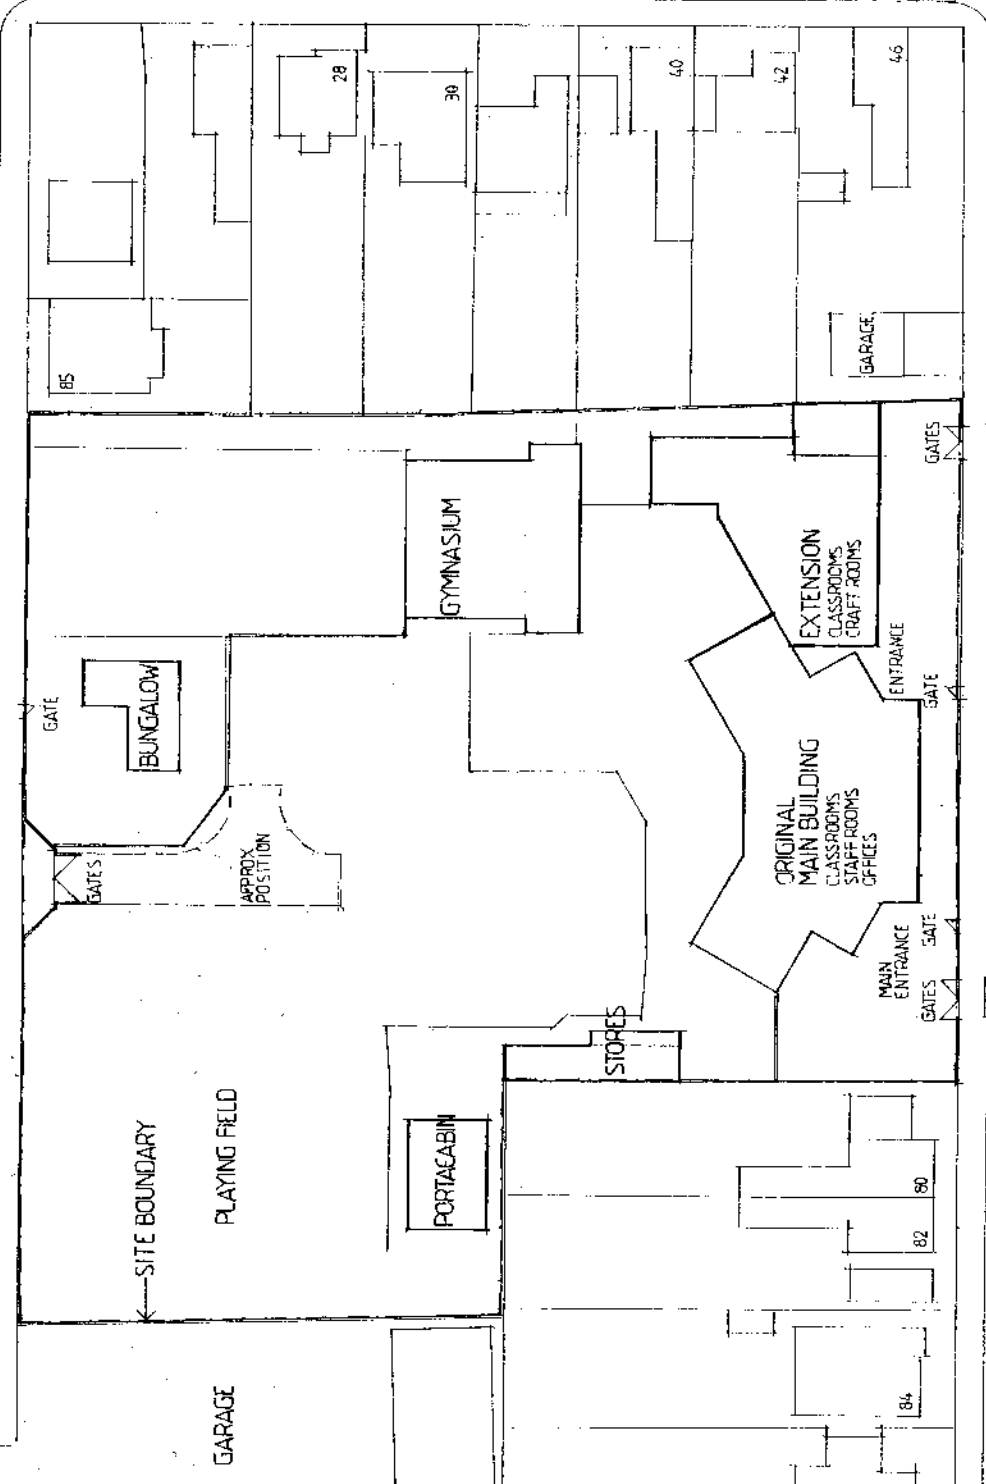 28
30
40
42
46
85
GARAGE
GATES
GYMNASIUM
EXTENSION
CLASSROOMS
CRAFT ROOMS
ENTRANCE
GATE
GATE
BUNGALOW
GATES
APPROX
POSITION
ORIGINAL
MAIN BUILDING
CLASSROOMS
STAFF ROOMS
OFFICES
GATE
MAIN
ENTRANCE
GATES
STORES
PORTACABIN
PLAYING FIELD
SITE BOUNDARY
80
82
84
GARAGE